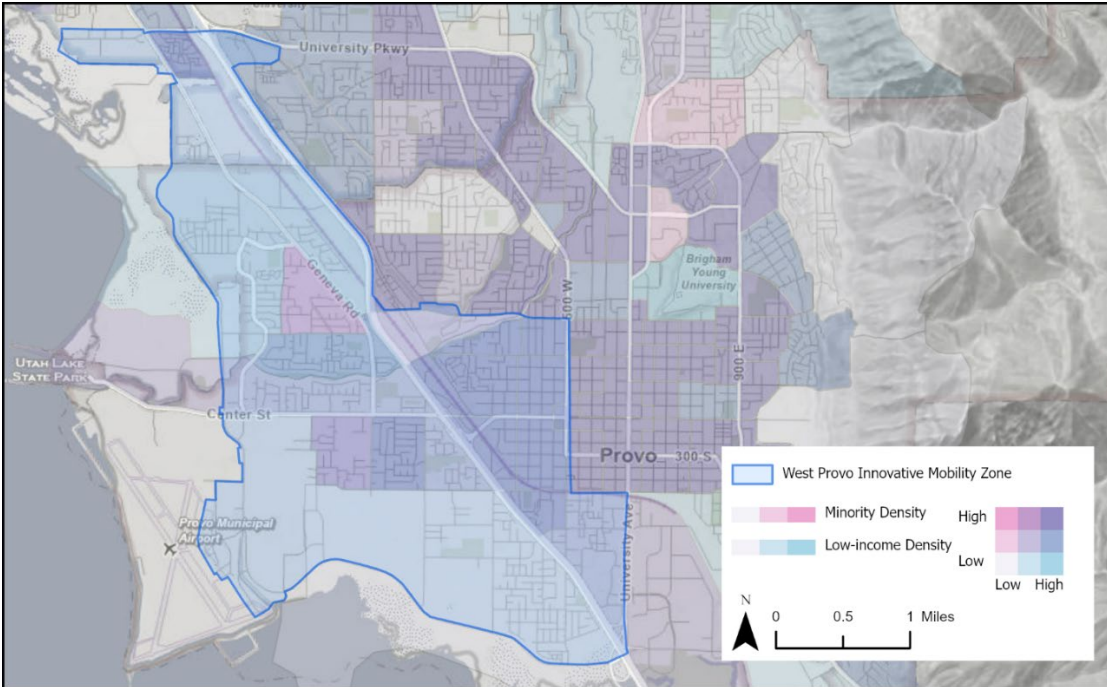 University
University
University Pkwy
Geneva Rd
500 W
Brigham
Young
University
900 E
UTAH LAKE
STATE PARK
Center St
Provo
300 S
Provo Municipal
Airport
University Ave
West Provo Innovative Mobility Zone
Minority Density
Low-income Density
High
Low
Low High
N
0 0.5 1 Miles